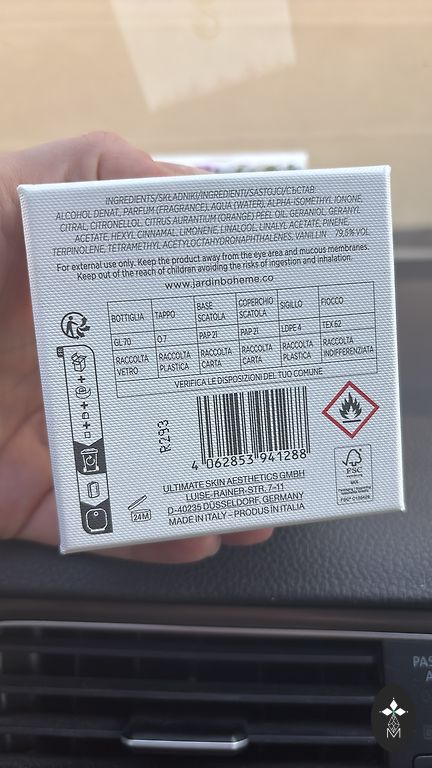 INGREDIENTS/SKŁADNIKI/INGREDIENTI/SASTOJCI/СЪСТАВ:
ALCOHOL DENAT, PARFUM (FRAGRANCE), AQUA (WATER), ALPHA-ISOMETHYL IONONE,
CITRAL, CITRONELLOL, CITRUS AURANTIUM (ORANGE) PEEL OIL, GERANIOL, GERANYL
ACETATE, HEXYL CINNAMAL, LIMONENE, LINALOOL, LINALYL ACETATE, PINENE,
TERPINOLENE, TETRAMETHYL ACETYLOCTAHYDRONAPHTHALENES, VANILLIN 79,5% VOL
For external use only. Keep the product away from the eye area and mucous membranes.
Keep out of the reach of children avoiding the risks of ingestion and inhalation.
www.jardinboheme.co
BOTTIGLIA TAPPO BASE SCATOLA COPERCHIO SCATOLA SIGILLO FIOCCO
GL 70 O 7 PAP 21 PAP 21 LDPE 4 TEX 62
RACCOLTA VETRO RACCOLTA PLASTICA RACCOLTA CARTA RACCOLTA CARTA RACCOLTA PLASTICA RACCOLTA INDIFFERENZIATA
VERIFICA LE DISPOSIZIONI DEL TUO COMUNE
R293
4 062853 941288
ULTIMATE SKIN AESTHETICS GMBH
LUISE-RAINER-STR. 7-11
D-40235 DÜSSELDORF, GERMANY
MADE IN ITALY – PRODUS ÎN ITALIA
24M
FSC
MIX
PAS